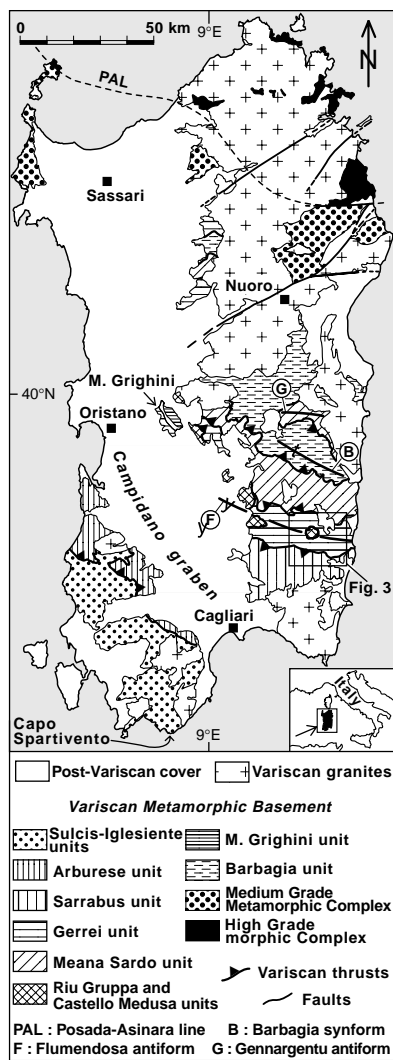 0 50 km 9°E
N
PAL
Sassari
Nuoro
M. Grighini
G
40°N
Oristano
B
Campidano graben
F
Fig. 3
Cagliari
Italy
Capo
Spartivento
9°E
Post-Variscan cover Variscan granites
Variscan Metamorphic Basement
Sulcis-Iglesiente
units
M. Grighini unit
Arburese unit
Barbagia unit
Sarrabus unit
Medium Grade
Metamorphic Complex
Gerrei unit
High Grade
morphic Complex
Meana Sardo unit
Variscan thrusts
Riu Gruppa and
Castello Medusa units
Faults
PAL : Posada-Asinara line B : Barbagia synform
F : Flumendosa antiform G : Gennargentu antiform